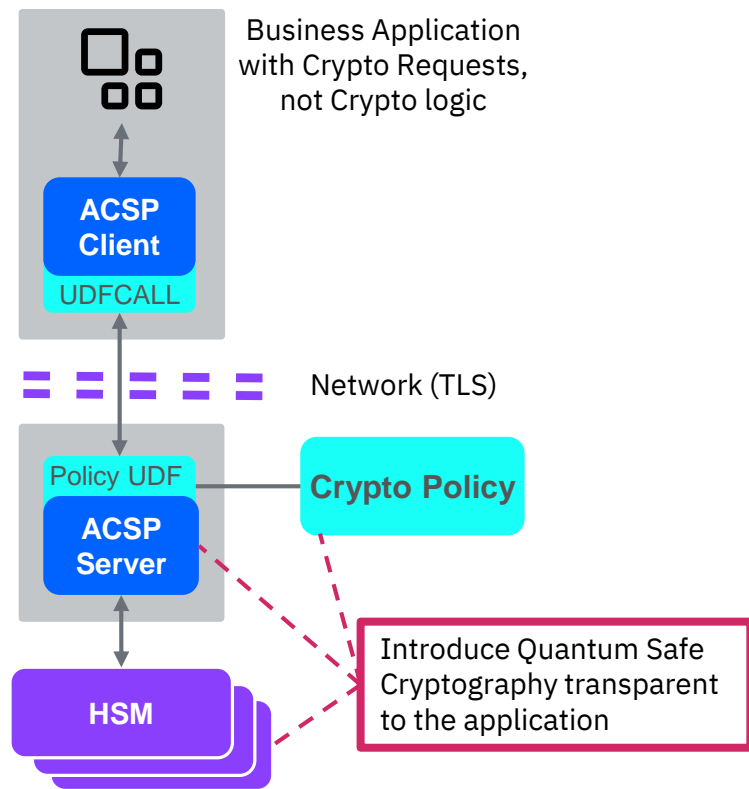 Business Application
with Crypto Requests,
not Crypto logic
ACSP
Client
UDFCALL
Network (TLS)
Policy UDF
Crypto Policy
ACSP
Server
Introduce Quantum Safe
Cryptography transparent
to the application
HSM